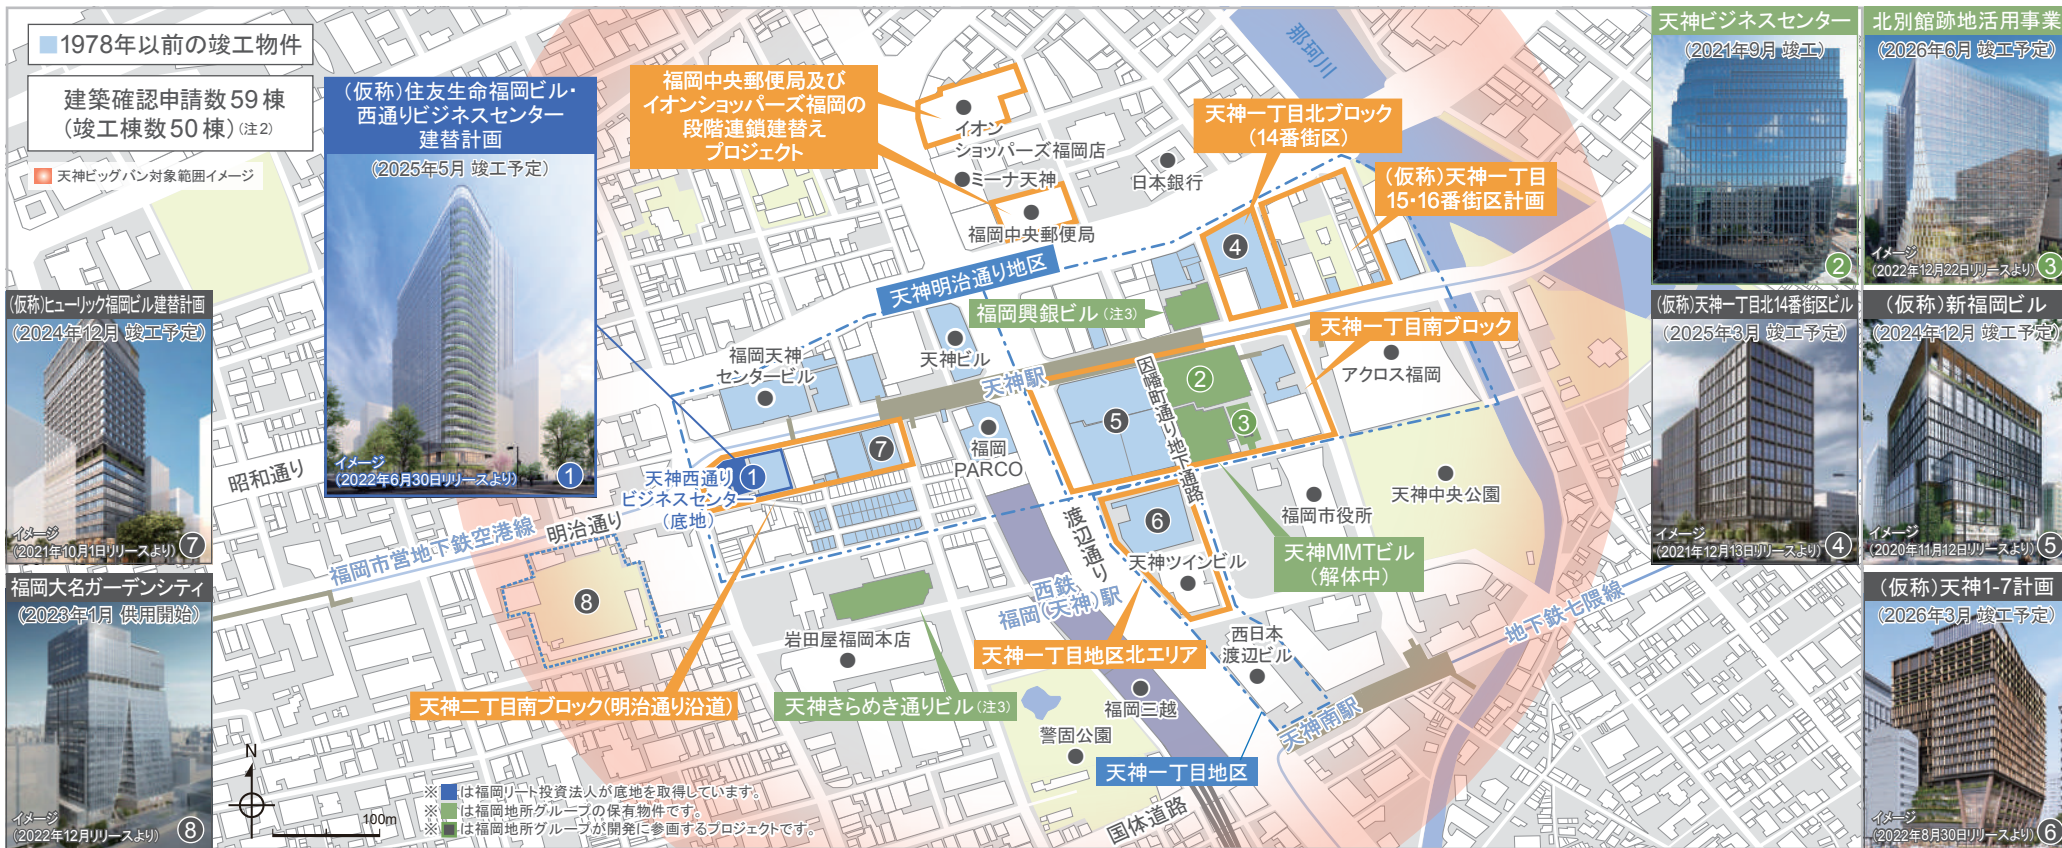 1978年以前の竣工物件
建築確認申請数59棟
(竣工棟数50棟)(注2)
天神ビッグバン対象範囲イメージ
(仮称)住友生命福岡ビル・
西通りビジネスセンター
建替計画
(2025年5月 竣工予定)
イメージ
(2022年6月30日リリースより)
1
(仮称)ヒューリック福岡ビル建替計画
(2024年12月 竣工予定)
イメージ
(2021年10月1日リリースより)
7
福岡大名ガーデンシティ
(2023年1月 供用開始)
イメージ
(2022年12月リリースより)
8
福岡中央郵便局及び
イオンショッパーズ福岡の
段階連鎖建替え
プロジェクト
イオン
ショッパーズ福岡店
ミーナ天神
福岡中央郵便局
日本銀行
那珂川
天神一丁目北ブロック
(14番街区)
(仮称)天神一丁目
15・16番街区計画
4
天神明治通り地区
福岡興銀ビル(注3)
天神一丁目南ブロック
アクロス福岡
天神ビル
福岡天神
センタービル
天神駅
因幡町通り地下通路
2
3
5
7
福岡
PARCO
1
天神西通り
ビジネスセンター
(底地)
昭和通り
明治通り
福岡市営地下鉄空港線
8
渡辺通り
6
福岡市役所
天神中央公園
天神ツインビル
天神MMTビル
(解体中)
西鉄
福岡(天神)駅
地下鉄七隈線
岩田屋福岡本店
天神一丁目地区北エリア
西日本
渡辺ビル
天神二丁目南ブロック(明治通り沿道)
天神きらめき通りビル(注3)
福岡三越
天神南駅
警固公園
天神一丁目地区
国体道路
N
100m
※ は福岡リート投資法人が底地を取得しています。
※ は福岡地所グループの保有物件です。
※ は福岡地所グループが開発に参画するプロジェクトです。
天神ビジネスセンター
(2021年9月 竣工)
2
北別館跡地活用事業
(2026年6月 竣工予定)
イメージ
(2022年12月22日リリースより)
3
(仮称)天神一丁目北14番街区ビル
(2025年3月 竣工予定)
イメージ
(2021年12月13日リリースより)
4
(仮称)新福岡ビル
(2024年12月 竣工予定)
イメージ
(2020年11月12日リリースより)
5
(仮称)天神1-7計画
(2026年3月 竣工予定)
イメージ
(2022年8月30日リリースより)
6